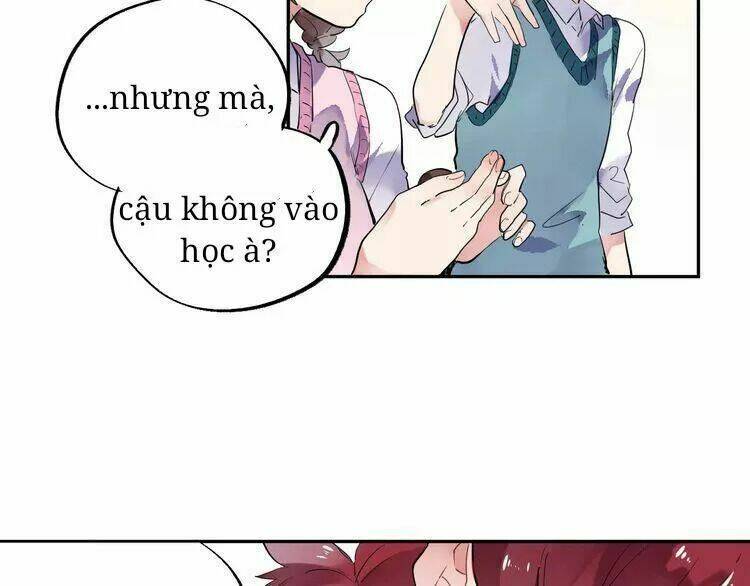 ...nhưng mà,
cậu không vào
học à?